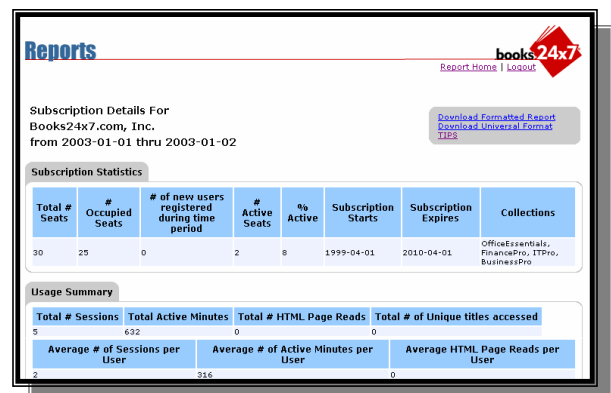 Reports
books 24x7
Report Home | Logout
Subscription Details For
Books24x7.com, Inc.
from 2003-01-01 thru 2003-01-02
Download Formatted Report
Download Universal Format
TIPS
Subscription Statistics
Total # Seats
# Occupied Seats
# of new users registered during time period
# Active Seats
% Active
Subscription Starts
Subscription Expires
Collections
30 25 0 2 8 1999-04-01 2010-04-01 OfficeEssentials, FinancePro, ITPro, BusinessPro
Usage Summary
Total # Sessions Total Active Minutes Total # HTML Page Reads Total # of Unique titles accessed
5 632 0 0
Average # of Sessions per User
Average # of Active Minutes per User
Average HTML Page Reads per User
2 316 0